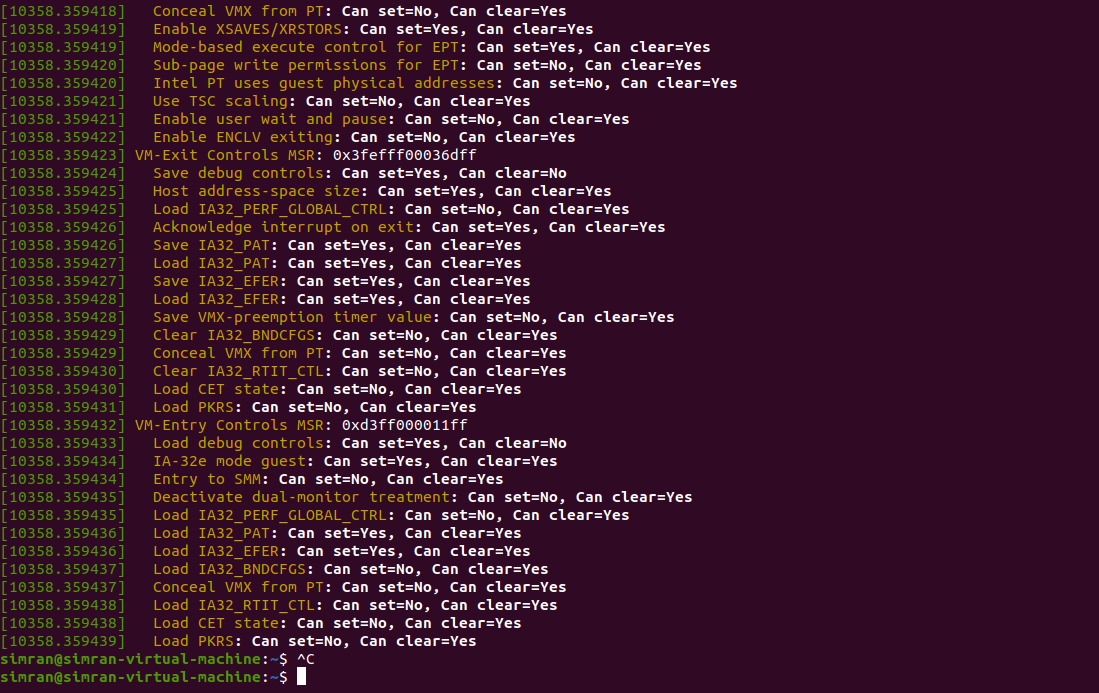 [10358.359418]   Conceal VMX from PT: Can set=No, Can clear=Yes
[10358.359419]   Enable XSAVES/XRSTORS: Can set=Yes, Can clear=Yes
[10358.359419]   Mode-based execute control for EPT: Can set=Yes, Can clear=Yes
[10358.359420]   Sub-page write permissions for EPT: Can set=No, Can clear=Yes
[10358.359420]   Intel PT uses guest physical addresses: Can set=No, Can clear=Yes
[10358.359421]   Use TSC scaling: Can set=No, Can clear=Yes
[10358.359421]   Enable user wait and pause: Can set=No, Can clear=Yes
[10358.359422]   Enable ENCLV exiting: Can set=No, Can clear=Yes
[10358.359423] VM-Exit Controls MSR: 0x3fefff00036dff
[10358.359424]   Save debug controls: Can set=Yes, Can clear=No
[10358.359425]   Host address-space size: Can set=Yes, Can clear=Yes
[10358.359425]   Load IA32_PERF_GLOBAL_CTRL: Can set=No, Can clear=Yes
[10358.359426]   Acknowledge interrupt on exit: Can set=Yes, Can clear=Yes
[10358.359426]   Save IA32_PAT: Can set=Yes, Can clear=Yes
[10358.359427]   Load IA32_PAT: Can set=Yes, Can clear=Yes
[10358.359427]   Save IA32_EFER: Can set=Yes, Can clear=Yes
[10358.359428]   Load IA32_EFER: Can set=Yes, Can clear=Yes
[10358.359428]   Save VMX-preemption timer value: Can set=No, Can clear=Yes
[10358.359429]   Clear IA32_BNDCFGS: Can set=No, Can clear=Yes
[10358.359429]   Conceal VMX from PT: Can set=No, Can clear=Yes
[10358.359430]   Clear IA32_RTIT_CTL: Can set=No, Can clear=Yes
[10358.359430]   Load CET state: Can set=No, Can clear=Yes
[10358.359431]   Load PKRS: Can set=No, Can clear=Yes
[10358.359432] VM-Entry Controls MSR: 0xd3ff000011ff
[10358.359433]   Load debug controls: Can set=Yes, Can clear=No
[10358.359434]   IA-32e mode guest: Can set=Yes, Can clear=Yes
[10358.359434]   Entry to SMM: Can set=No, Can clear=Yes
[10358.359435]   Deactivate dual-monitor treatment: Can set=No, Can clear=Yes
[10358.359435]   Load IA32_PERF_GLOBAL_CTRL: Can set=No, Can clear=Yes
[10358.359436]   Load IA32_PAT: Can set=Yes, Can clear=Yes
[10358.359436]   Load IA32_EFER: Can set=Yes, Can clear=Yes
[10358.359437]   Load IA32_BNDCFGS: Can set=No, Can clear=Yes
[10358.359437]   Conceal VMX from PT: Can set=No, Can clear=Yes
[10358.359438]   Load IA32_RTIT_CTL: Can set=No, Can clear=Yes
[10358.359438]   Load CET state: Can set=No, Can clear=Yes
[10358.359439]   Load PKRS: Can set=No, Can clear=Yes
simran@simran-virtual-machine:~$ ^C
simran@simran-virtual-machine:~$